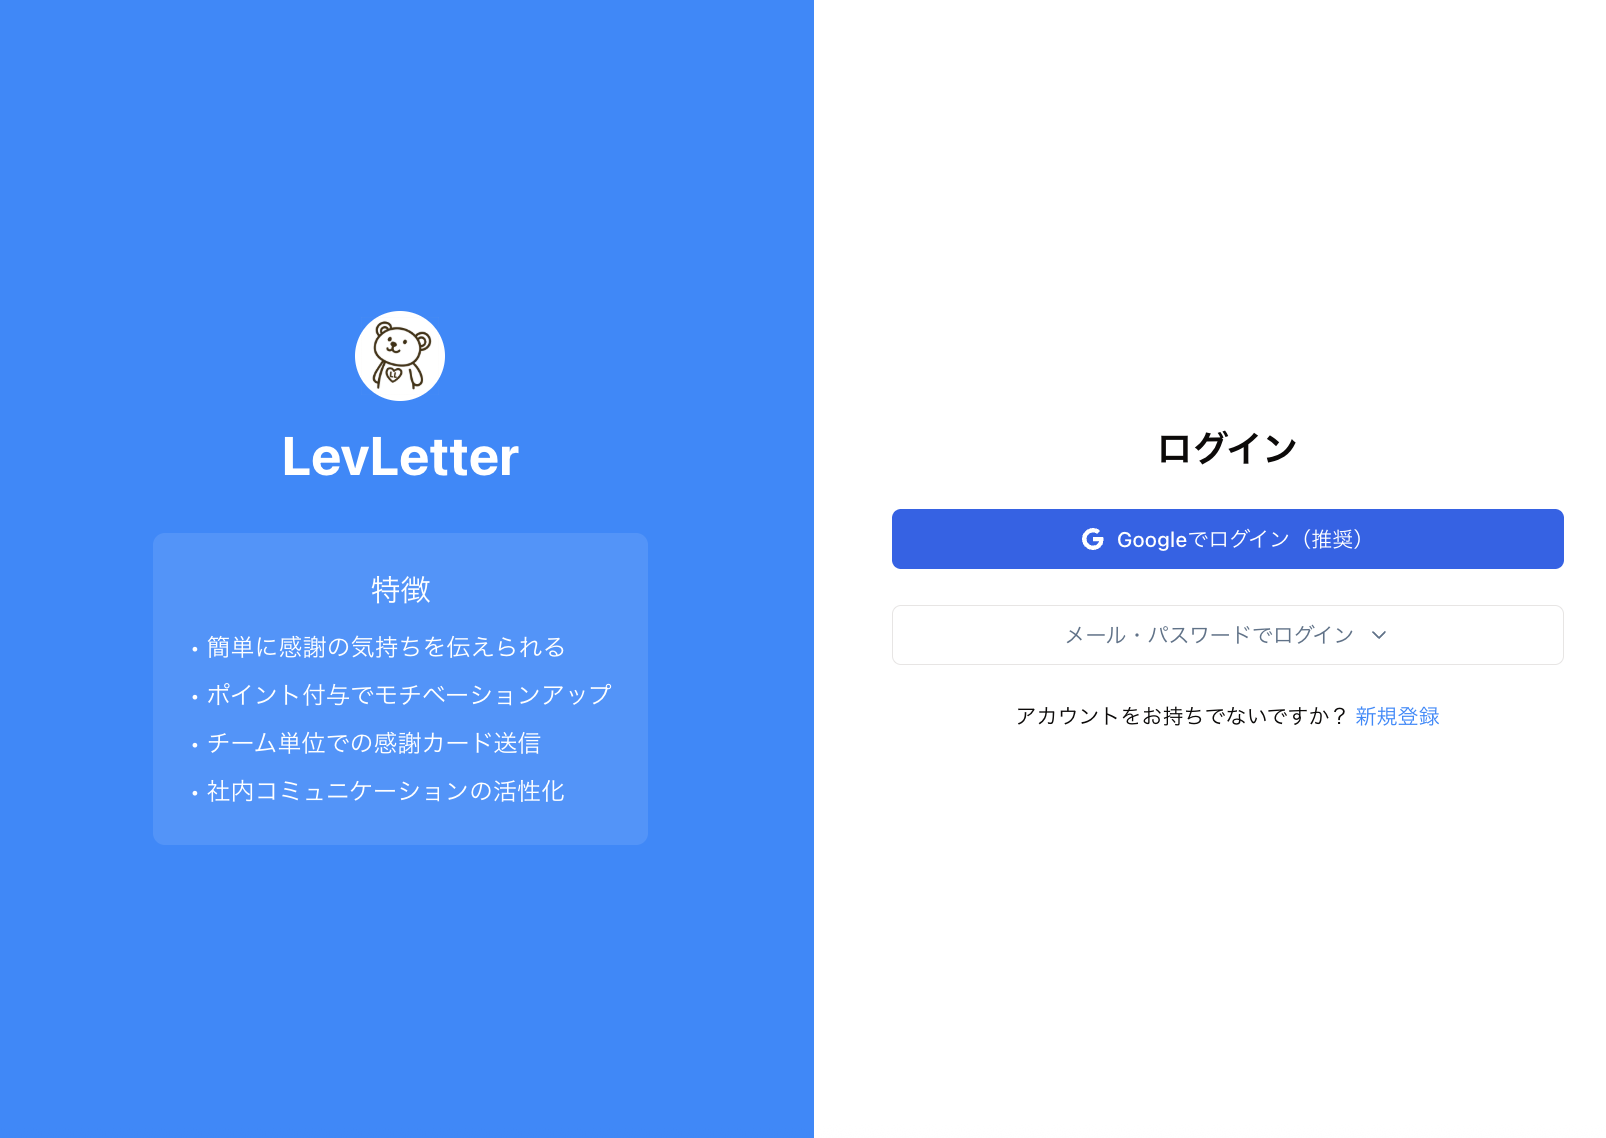 LevLetter
特徴
• 簡単に感謝の気持ちを伝えられる
• ポイント付与でモチベーションアップ
• チーム単位での感謝カード送信
• 社内コミュニケーションの活性化
ログイン
Googleでログイン（推奨）
メール・パスワードでログイン
アカウントをお持ちでないですか？ 新規登録